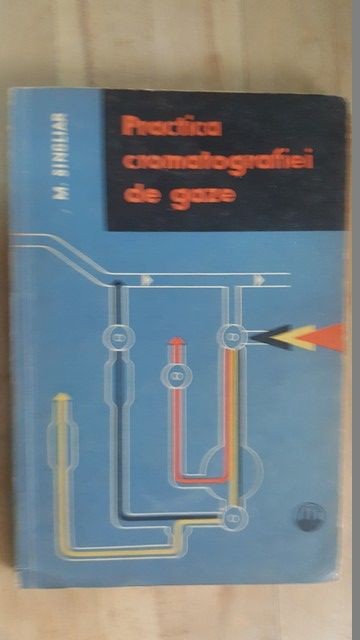 M. SINGLIAR
Practica
cromatografiei
de gaze